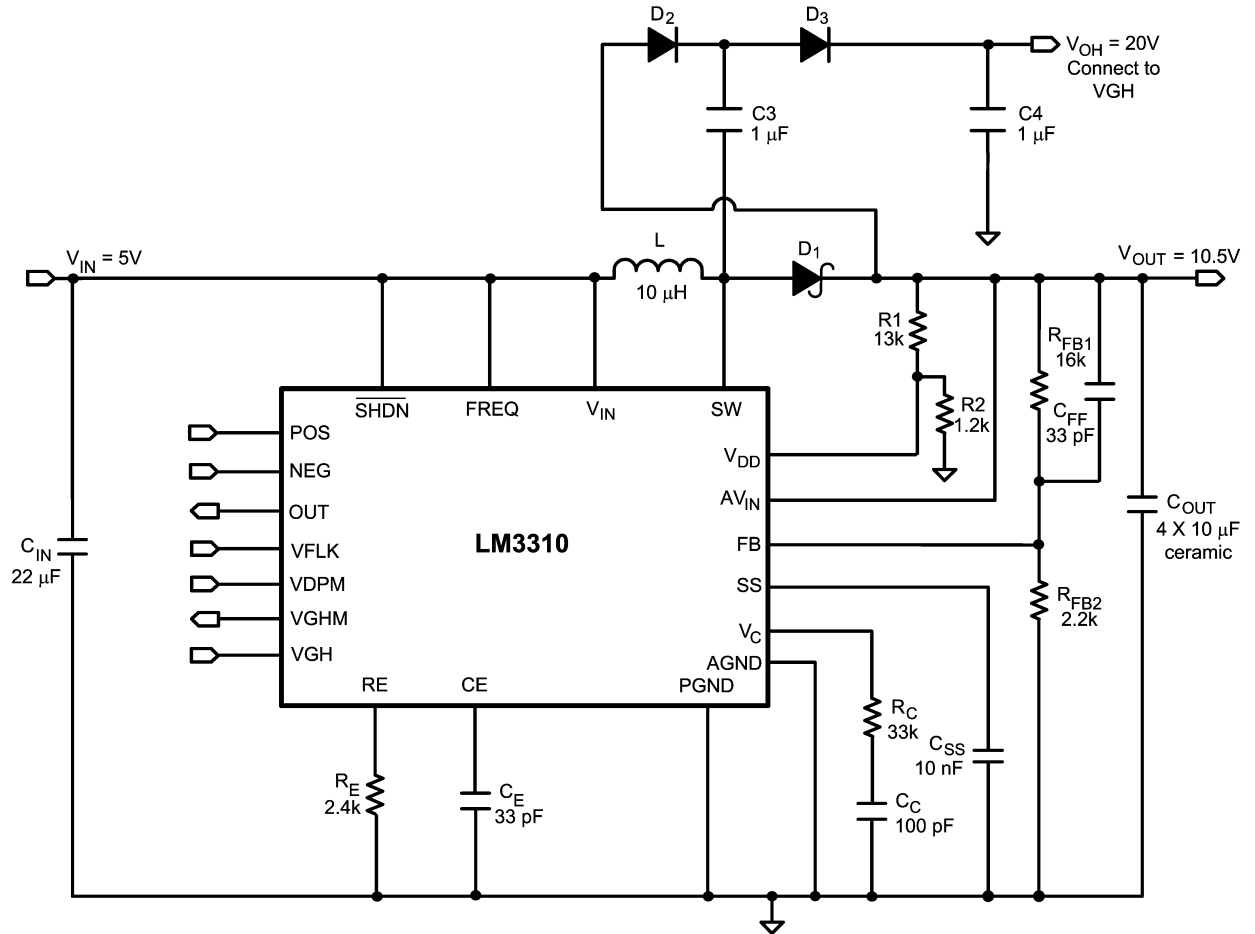 D2
D3
VOH = 20V
Connect to
VGH
C3
1 μF
C4
1 μF
VIN = 5V
L
10 μH
D1
VOUT = 10.5V
R1
13k
RFB1
16k
CFF
33 pF
R2
1.2k
SHDN
FREQ
VIN
SW
POS
NEG
OUT
VFLK
VDPM
VGHM
VGH
VDD
AVIN
FB
SS
VC
AGND
PGND
LM3310
RE
CE
CIN
22 μF
COUT
4 X 10 μF
ceramic
RFB2
2.2k
RC
33k
CSS
10 nF
RE
2.4k
CE
33 pF
CC
100 pF